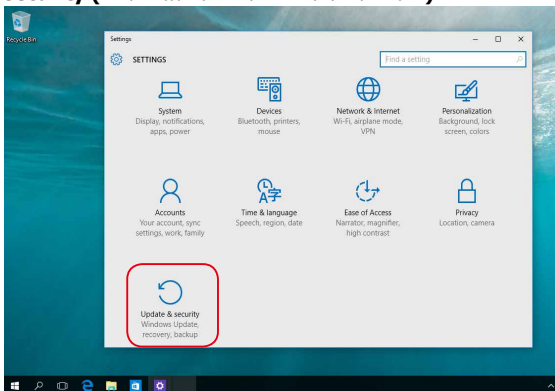 Recycle Bin
Settings
SETTINGS
Find a setting
System
Display, notifications,
apps, power
Devices
Bluetooth, printers,
mouse
Network & Internet
Wi-Fi, airplane mode,
VPN
Personalization
Background, lock
screen, colors
Accounts
Your account, sync
settings, work, family
Time & language
Speech, region, date
Ease of Access
Narrator, magnifier,
high contrast
Privacy
Location, camera
Update & security
Windows Update,
recovery, backup